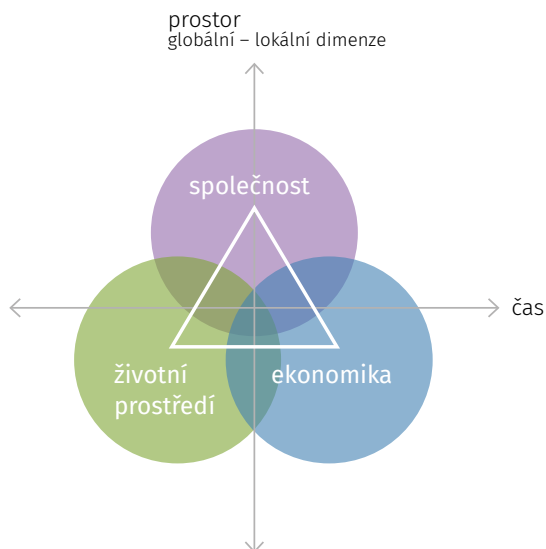 prostor
globální – lokální dimenze
společnost
čas
životní
prostředí
ekonomika